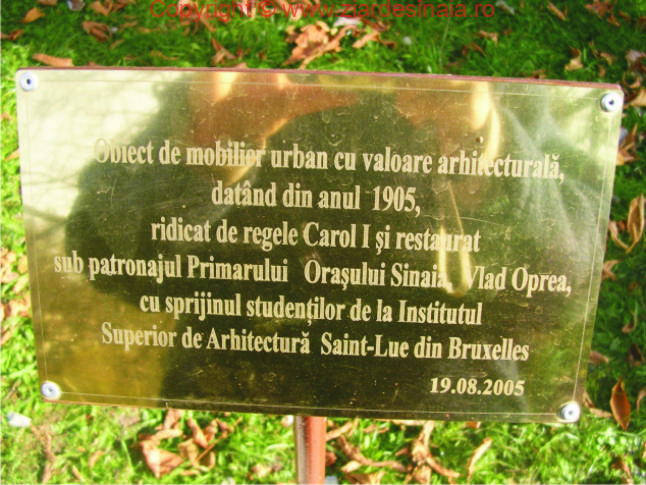 Copyright © www.ziardesinaia.ro
Obiect de mobilier urban cu valoare arhitecturală,
datând din anul 1905,
ridicat de regele Carol I şi restaurat
sub patronajul Primarului Oraşului Sinaia, Vlad Oprea,
cu sprijinul studenţilor de la Institutul
Superior de Arhitectură Saint-Lue din Bruxelles
19.08.2005